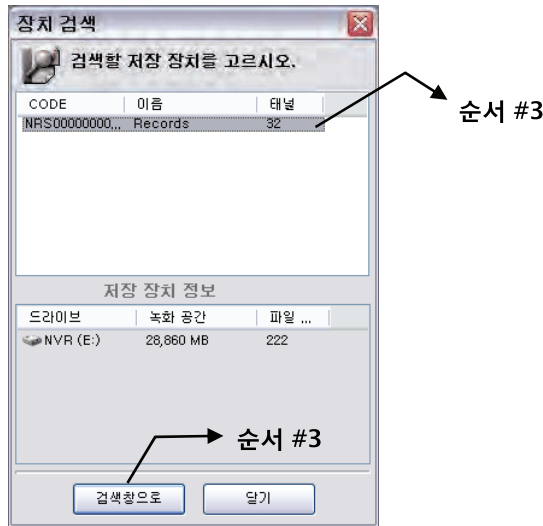 장치 검색
검색할 저장 장치를 고르시오.
CODE 이름 태널
NRS00000000... Records 32
순서 #3
저장 장치 정보
드라이브 녹화 공간 파일 ...
NVR (E:) 28,860 MB 222
순서 #3
검색창으로 닫기